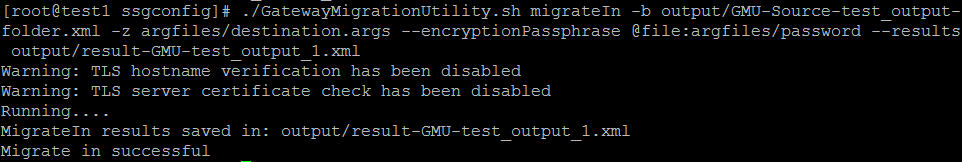 [root@test1 ssgconfig]# ./GatewayMigrationUtility.sh migrateIn -b output/GMU-Source-test_output-
folder.xml -z argfiles/destination.args --encryptionPassphrase @file:argfiles/password --results
 output/result-GMU-test_output_1.xml
Warning: TLS hostname verification has been disabled
Warning: TLS server certificate check has been disabled
Running....
MigrateIn results saved in: output/result-GMU-test_output_1.xml
Migrate in successful